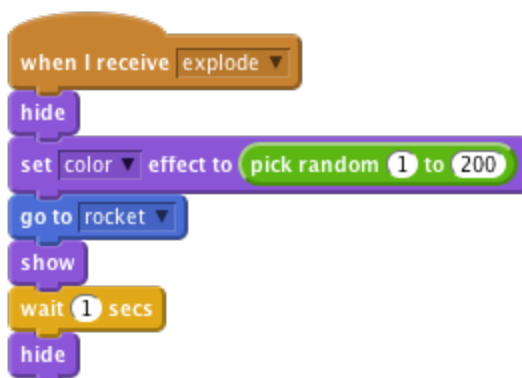 when I receive explode
hide
set color effect to pick random 1 to 200
go to rocket
show
wait 1 secs
hide